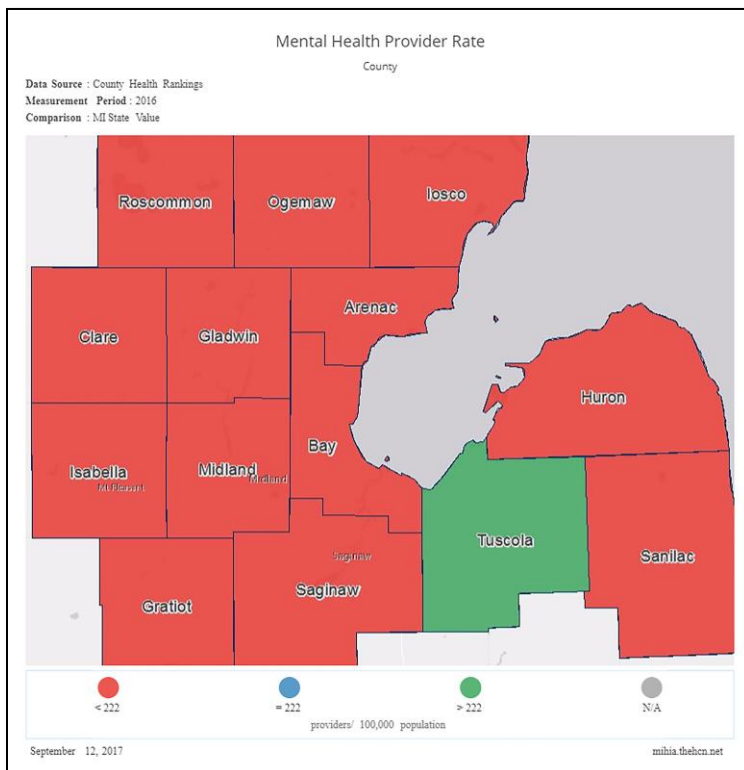 Mental Health Provider Rate
County
Data Source : County Health Rankings
Measurement Period : 2016
Comparison : MI State Value
Roscommon
Ogemaw
Iosco
Arenac
Clare
Gladwin
Huron
Bay
Isabella
Mt Pleasant
Midland
Midland
Tuscola
Sanilac
Saginaw
Saginaw
Gratiot
< 222
= 222
> 222
N/A
providers/ 100,000 population
September 12, 2017
mihia.thehcn.net